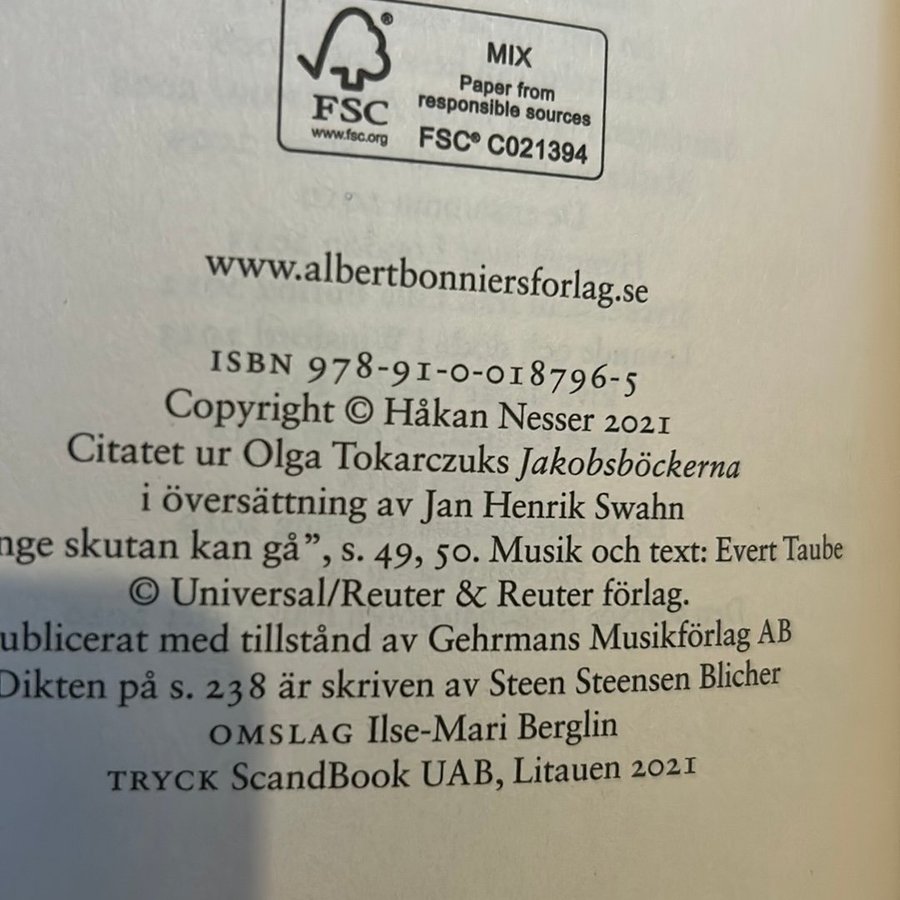 MIX
Paper from
responsible sources
FSC® C021394
FSC
www.fsc.org
www.albertbonniersforlag.se
ISBN 978-91-0-018796-5
Copyright © Håkan Nesser 2021
Citatet ur Olga Tokarczuks Jakobsböckerna
i översättning av Jan Henrik Swahn
nge skutan kan gå”, s. 49, 50. Musik och text: Evert Taube
© Universal/Reuter & Reuter förlag.
ublicerat med tillstånd av Gehrmans Musikförlag AB
Dikten på s. 238 är skriven av Steen Steensen Blicher
OMSLAG Ilse-Mari Berglin
TRYCK ScandBook UAB, Litauen 2021